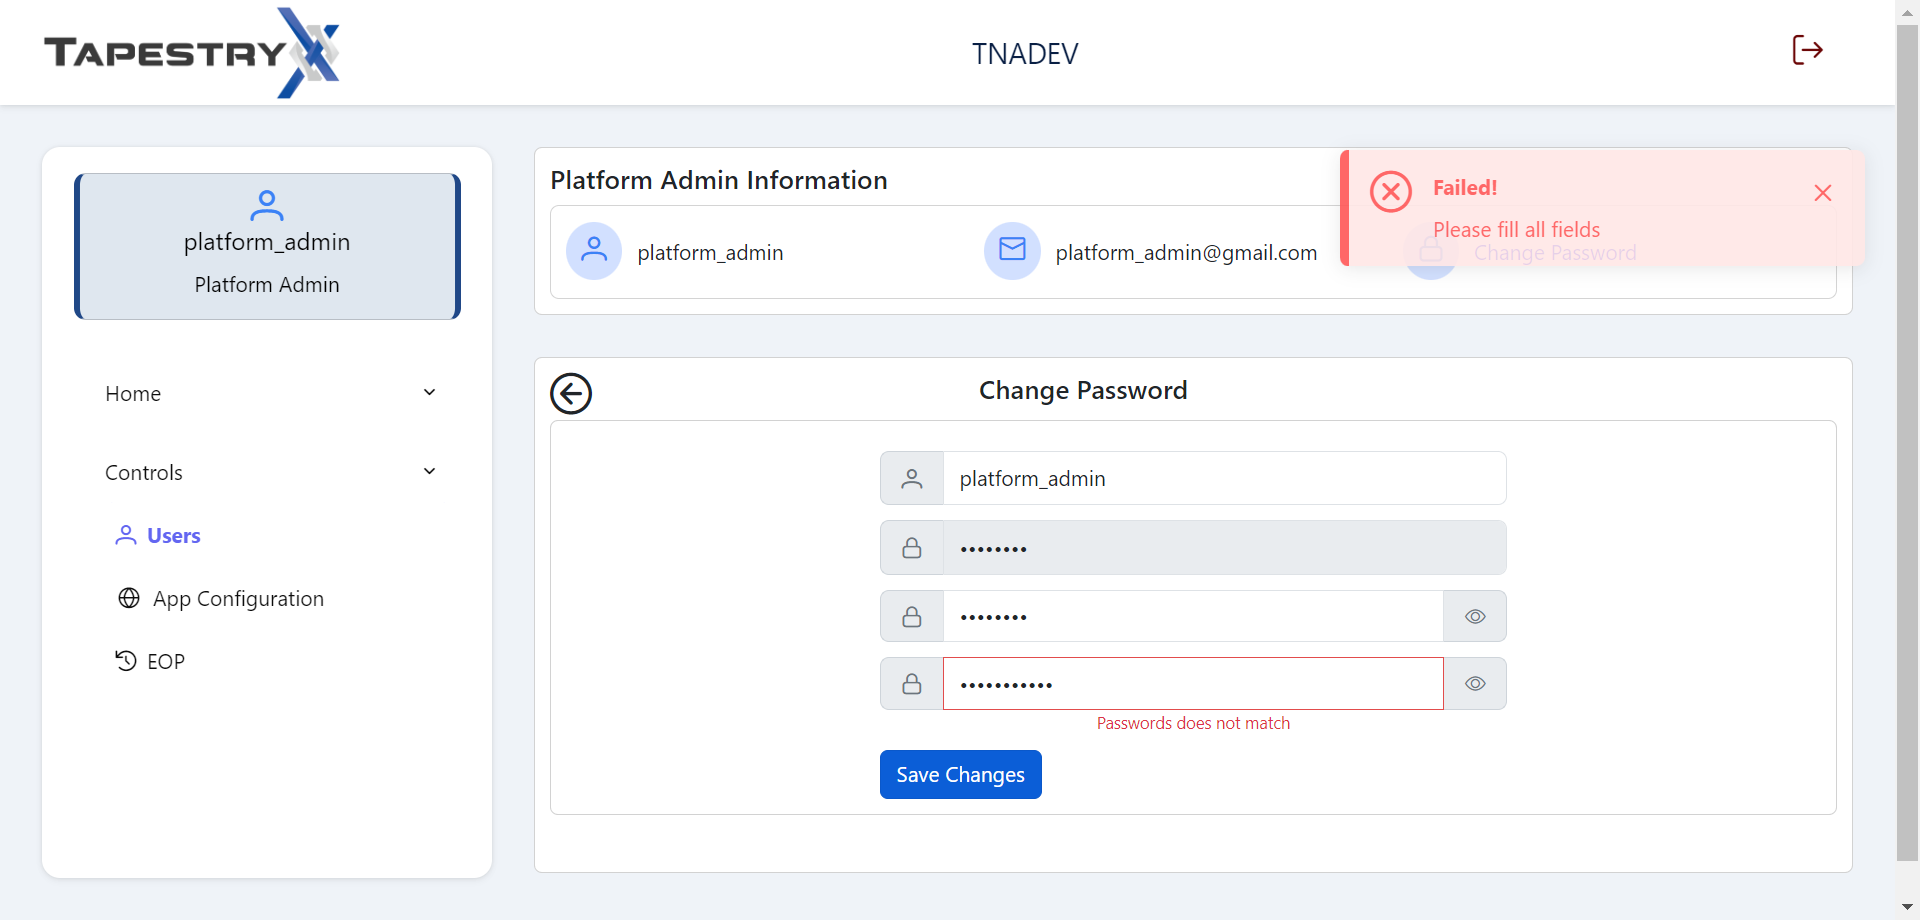 TAPESTRYX
TNADEV
platform_admin
Platform Admin
Home
Controls
Users
App Configuration
EOP
Platform Admin Information
platform_admin
platform_admin@gmail.com
Change Password
Failed!
Please fill all fields
Change Password
platform_admin
••••••••
••••••••
•••••••••••
Passwords does not match
Save Changes